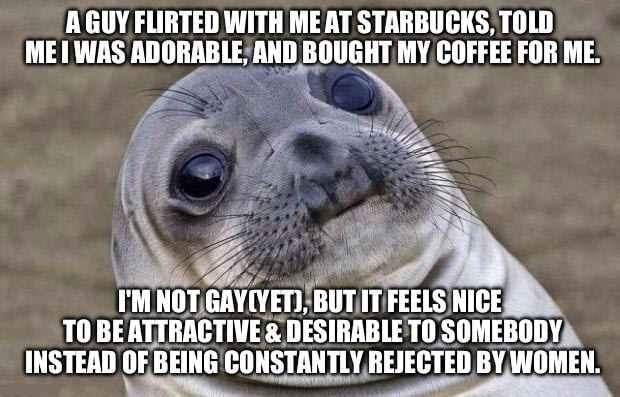 A GUY FLIRTED WITH ME AT STARBUCKS, TOLD
ME I WAS ADORABLE, AND BOUGHT MY COFFEE FOR ME.
I'M NOT GAY(YET), BUT IT FEELS NICE
TO BE ATTRACTIVE & DESIRABLE TO SOMEBODY
INSTEAD OF BEING CONSTANTLY REJECTED BY WOMEN.